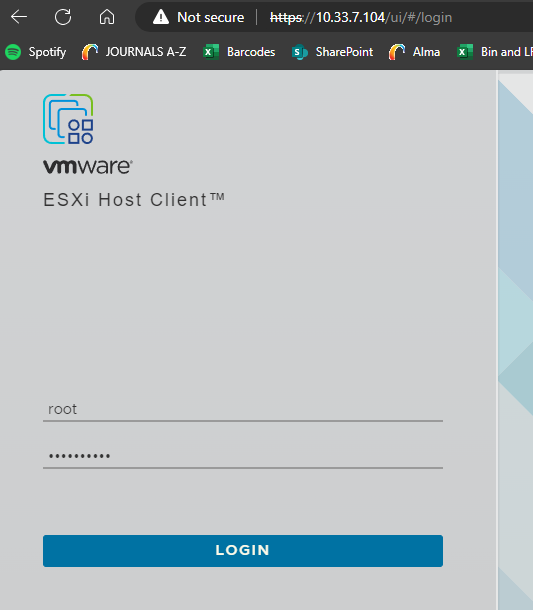 Not secure https://10.33.7.104/ui/#/login
Spotify JOURNALS A-Z Barcodes SharePoint Alma Bin and
vmware®
ESXi Host Client™
root
••••••••••
LOGIN